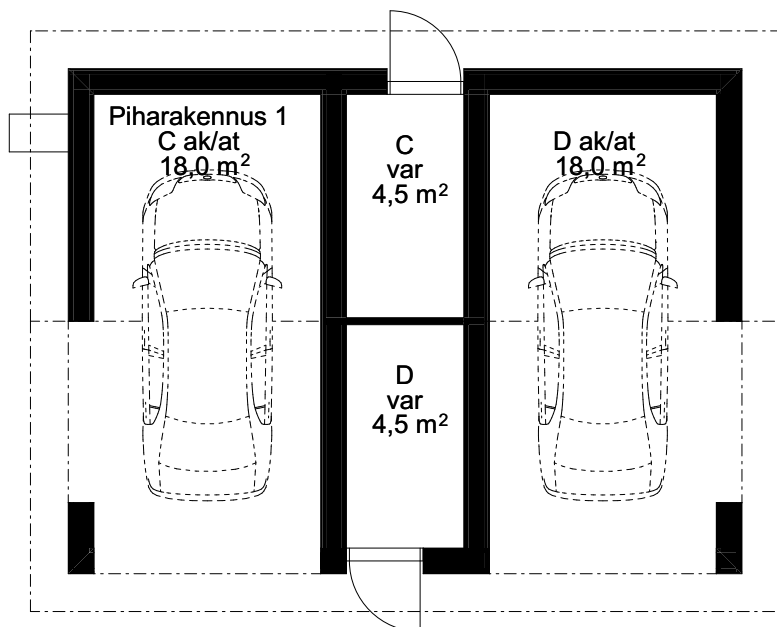 Piharakennus 1
C ak/at
18,0 m²
C
var
4,5 m²
D ak/at
18,0 m²
D
var
4,5 m²